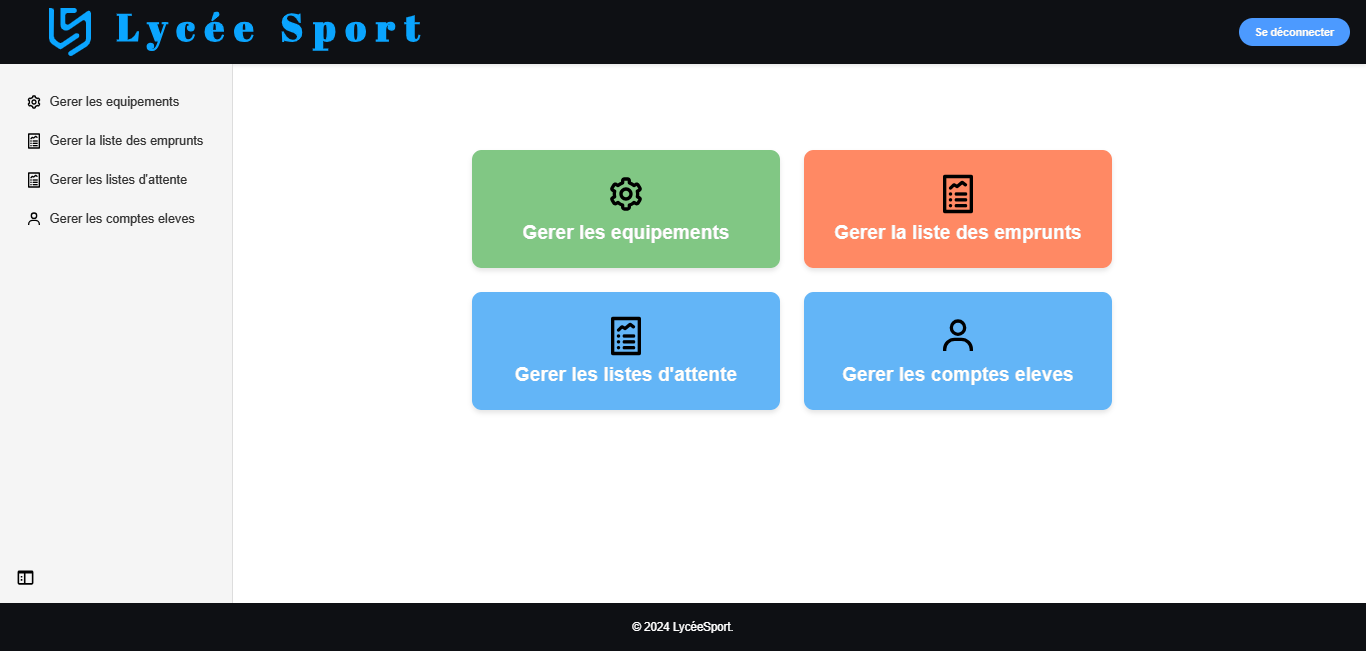 Lycée Sport
Se déconnecter
Gerer les equipements
Gerer la liste des emprunts
Gerer les listes d'attente
Gerer les comptes eleves
Gerer les equipements
Gerer la liste des emprunts
Gerer les listes d'attente
Gerer les comptes eleves
© 2024 LycéeSport.